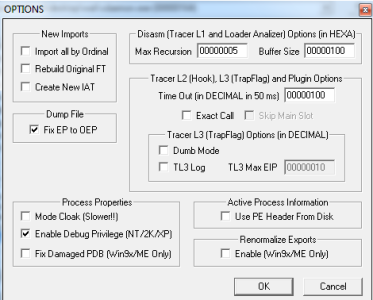 OPTIONS
New Imports
Import all by Ordinal
Rebuild Original FT
Create New IAT
Disasm (Tracer L1 and Loader Analizer) Options (in HEXA)
Max Recursion 00000005 Buffer Size 00000100
Tracer L2 (Hook), L3 (TrapFlag) and Plugin Options
Time Out (in DECIMAL in 50 ms) 00000100
Exact Call Skip Main Slot
Dump File
Fix EP to OEP
Tracer L3 (TrapFlag) Options (in DECIMAL)
Dumb Mode
TL3 Log TL3 Max EIP 00000010
Process Properties
Mode Cloak (Slower!!)
Enable Debug Privilege (NT/2K/XP)
Fix Damaged PDB (Win9x/ME Only)
Active Process Information
Use PE Header From Disk
Renormalize Exports
Enable (Win9x/ME Only)
OK Cancel